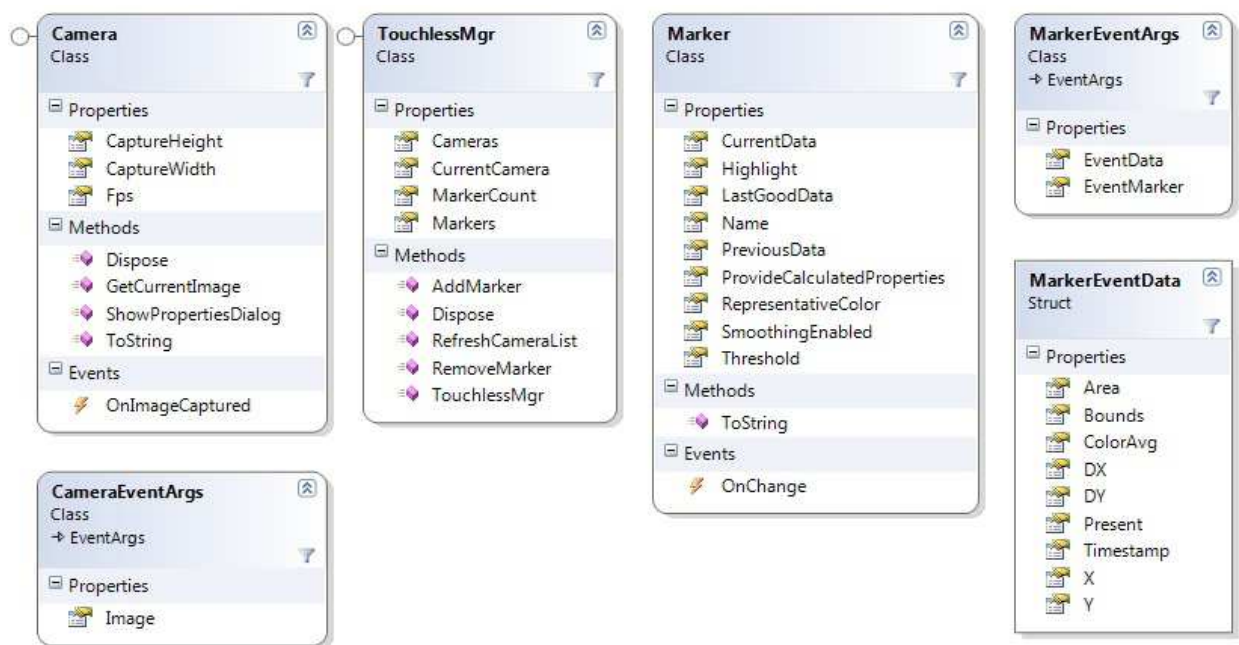 Camera
Class
Properties
CaptureHeight
CaptureWidth
Fps
Methods
Dispose
GetCurrentImage
ShowPropertiesDialog
ToString
Events
OnImageCaptured
TouchlessMgr
Class
Properties
Cameras
CurrentCamera
MarkerCount
Markers
Methods
AddMarker
Dispose
RefreshCameraList
RemoveMarker
TouchlessMgr
Marker
Class
Properties
CurrentData
Highlight
LastGoodData
Name
PreviousData
ProvideCalculatedProperties
RepresentativeColor
SmoothingEnabled
Threshold
Methods
ToString
Events
OnChange
MarkerEventArgs
Class
EventArgs
Properties
EventData
EventMarker
MarkerEventData
Struct
Properties
Area
Bounds
ColorAvg
DX
DY
Present
Timestamp
X
Y
CameraEventArgs
Class
EventArgs
Properties
Image